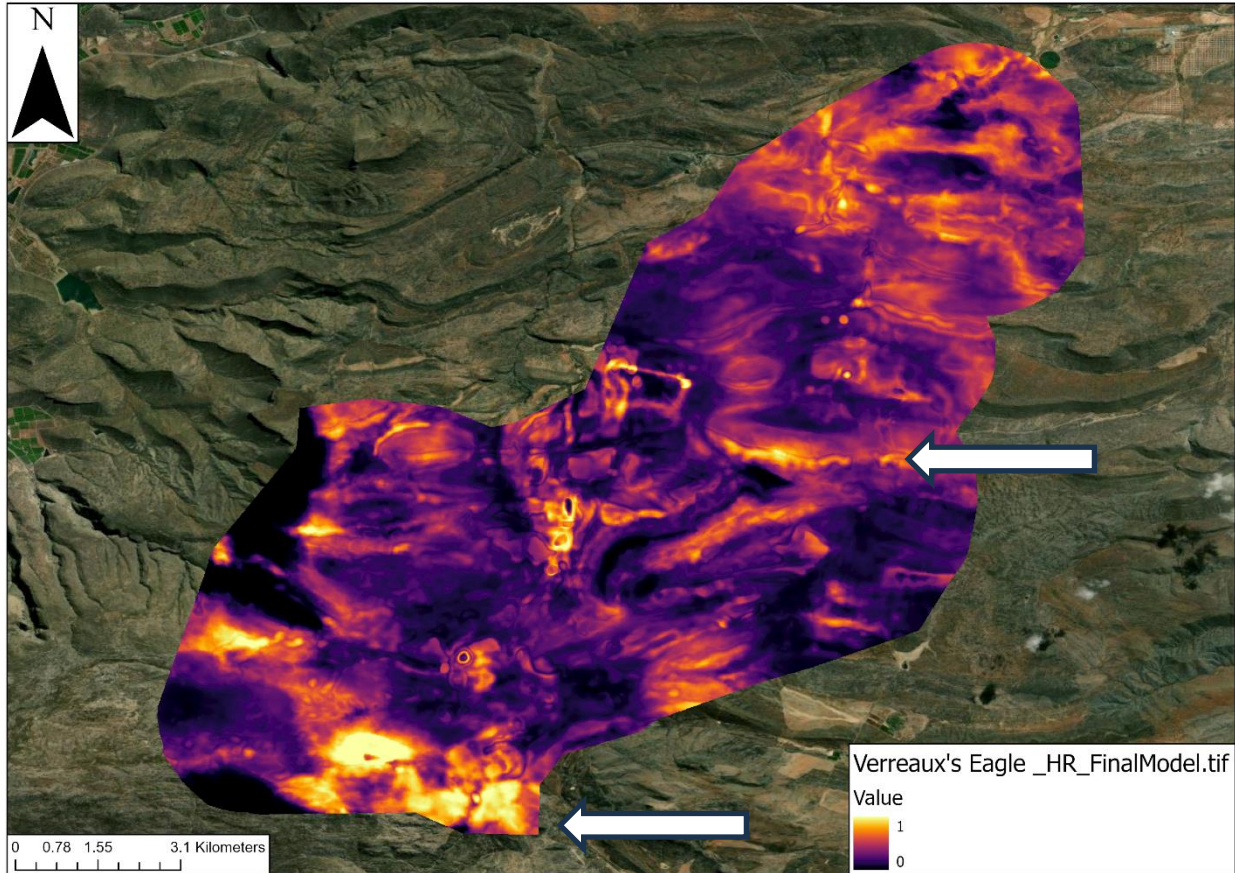 N
Verreaux's Eagle _HR_FinalModel.tif
Value
1
0
0 0.78 1.55 3.1 Kilometers